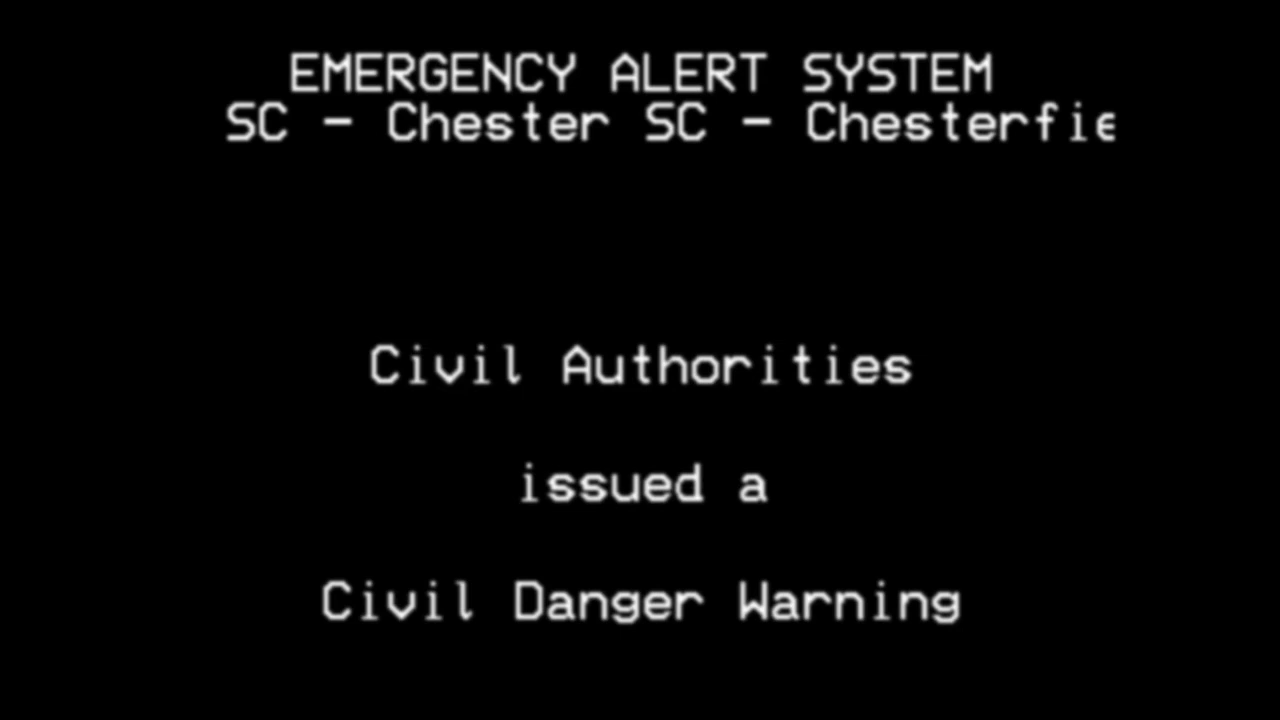 EMERGENCY ALERT SYSTEM
SC - Chester SC - Chesterfie
Civil Authorities
issued a
Civil Danger Warning